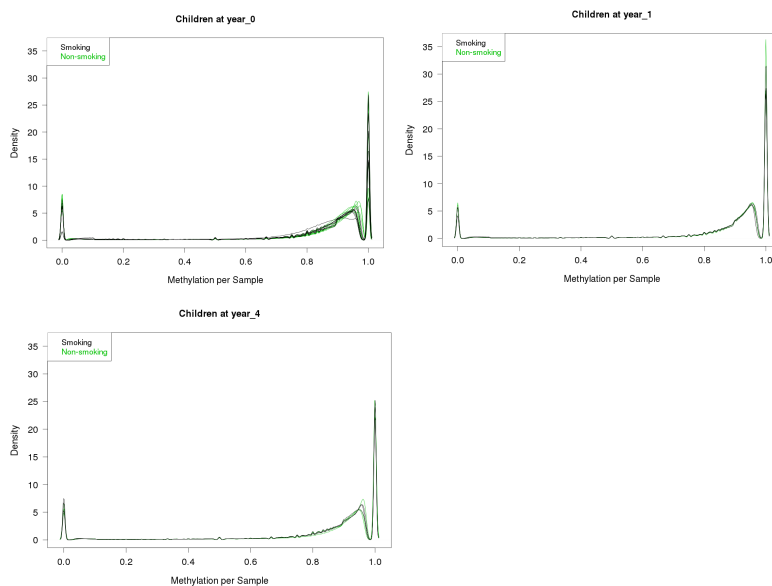 Children at year_0
Smoking
Non-smoking
35
30
25
20
15
10
5
0
Density
0.0 0.2 0.4 0.6 0.8 1.0
Methylation per Sample
Children at year_1
Smoking
Non-smoking
35
30
25
20
15
10
5
0
Density
0.0 0.2 0.4 0.6 0.8 1.0
Methylation per Sample
Children at year_4
Smoking
Non-smoking
35
30
25
20
15
10
5
0
Density
0.0 0.2 0.4 0.6 0.8 1.0
Methylation per Sample